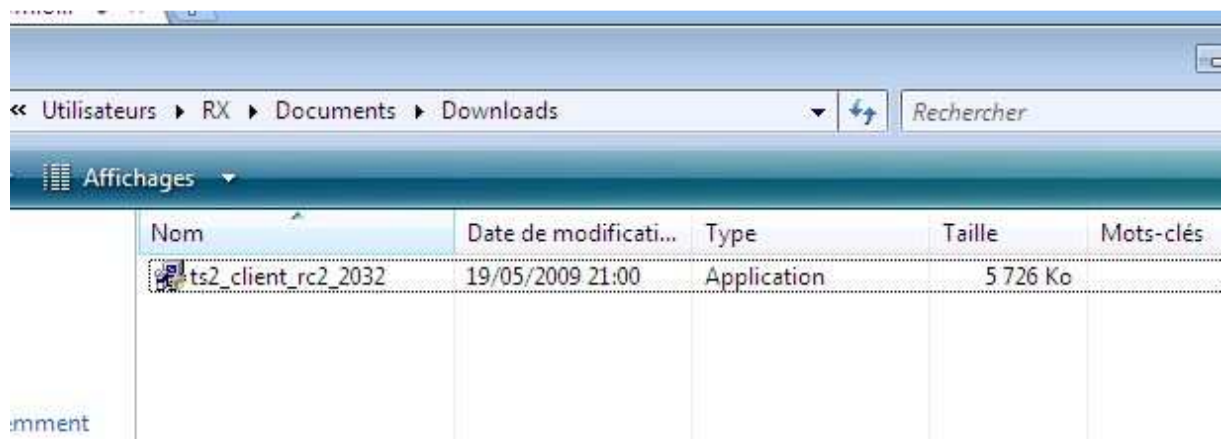 « Utilisateurs ▸ RX ▸ Documents ▸ Downloads Rechercher
Affichages
Nom Date de modificati... Type Taille Mots-clés
ts2_client_rc2_2032 19/05/2009 21:00 Application 5 726 Ko
emment